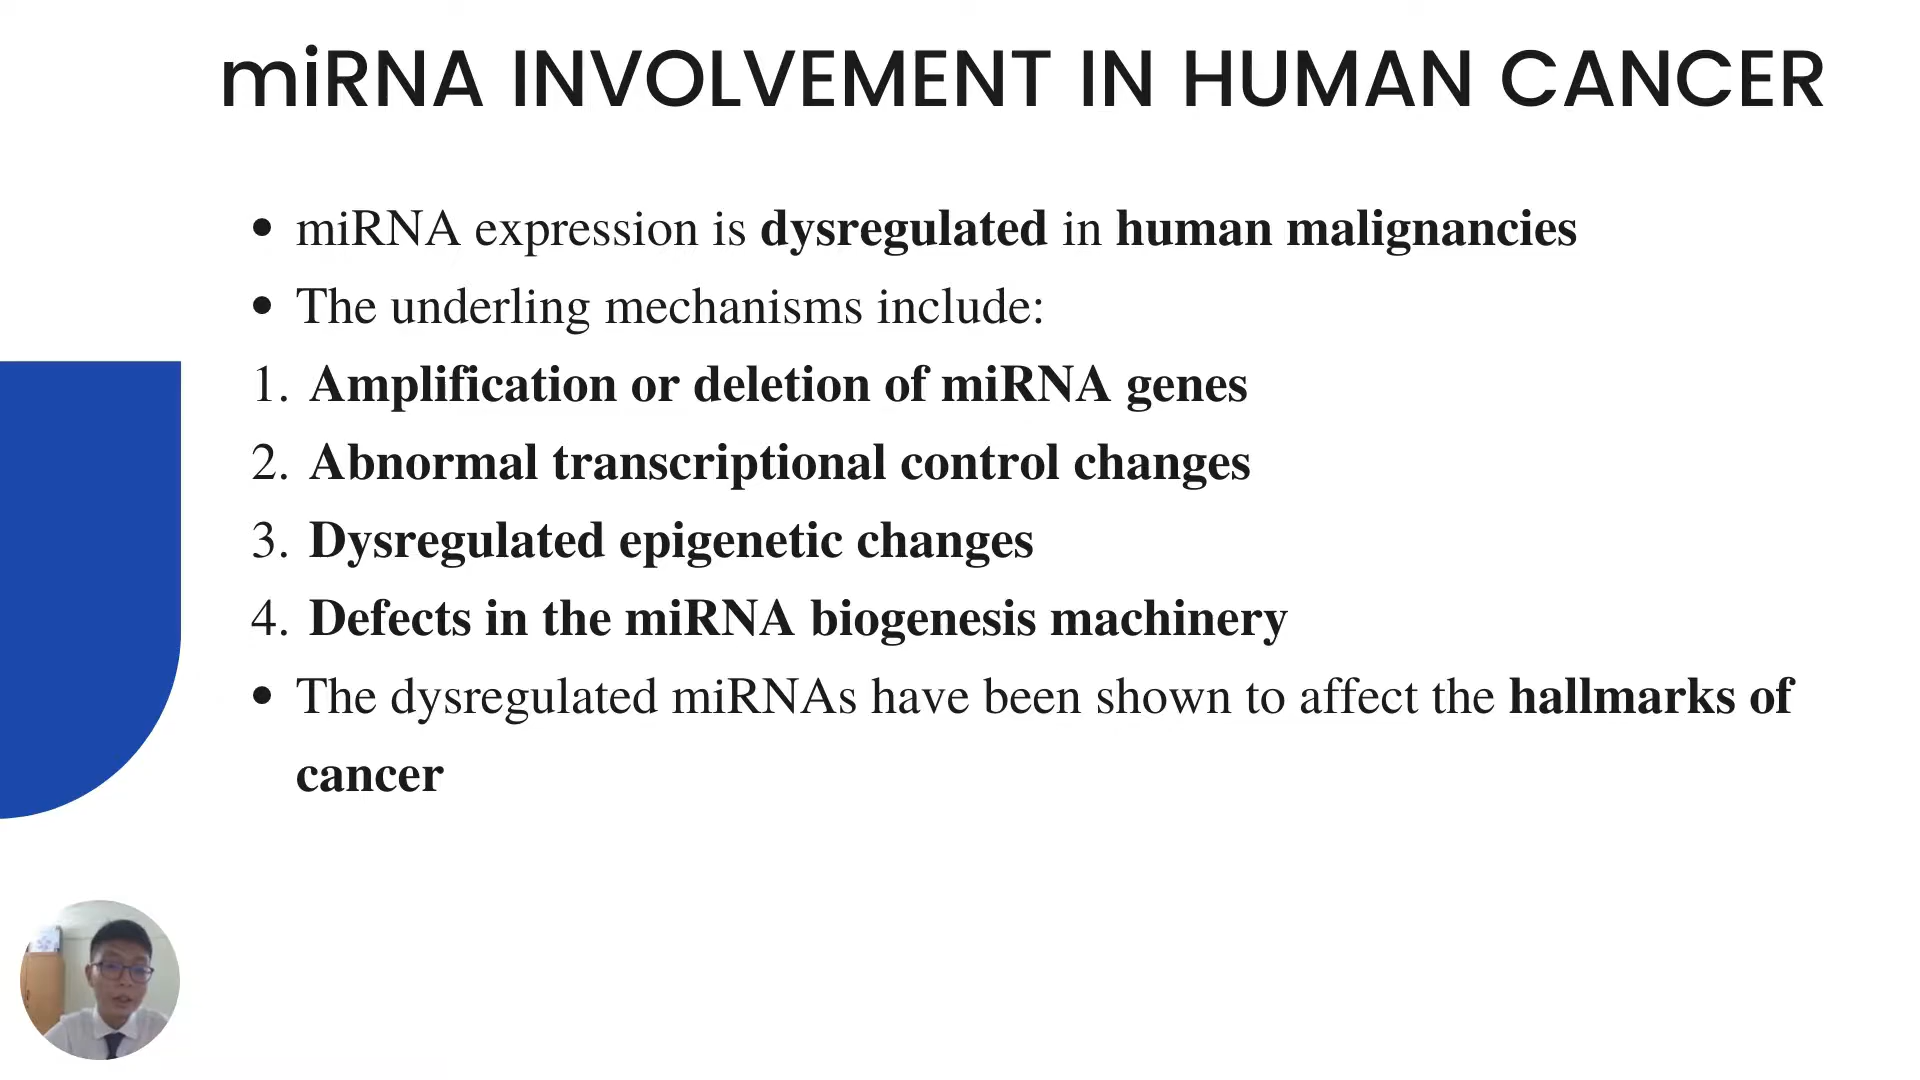 miRNA INVOLVEMENT IN HUMAN CANCER
• miRNA expression is dysregulated in human malignancies
• The underling mechanisms include:
1. Amplification or deletion of miRNA genes
2. Abnormal transcriptional control changes
3. Dysregulated epigenetic changes
4. Defects in the miRNA biogenesis machinery
• The dysregulated miRNAs have been shown to affect the hallmarks of
cancer